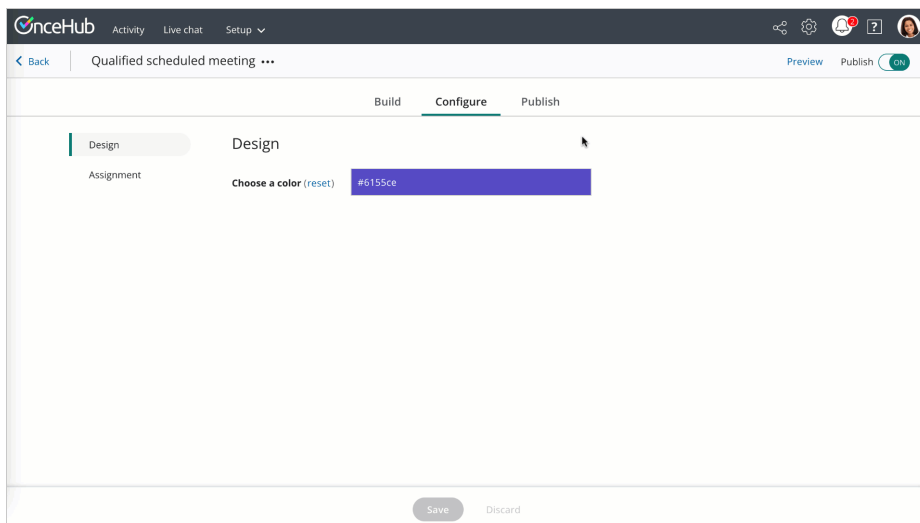 OnceHub Activity Live chat Setup 2 ?
Back Qualified scheduled meeting ••• Preview Publish ON
Build Configure Publish
Design Design
Assignment
Choose a color (reset) #6155ce
Save Discard